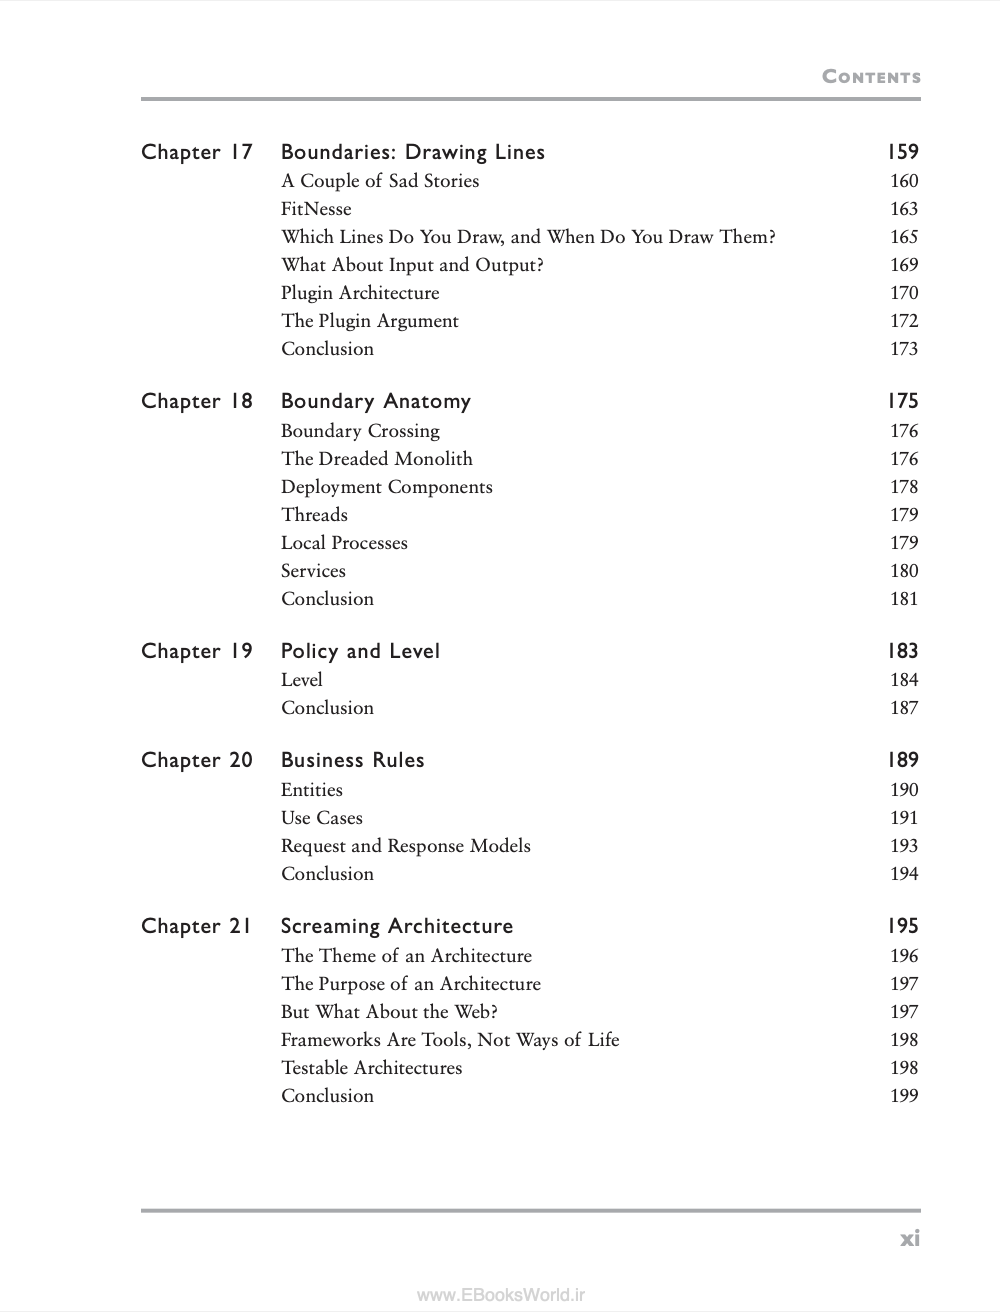 CONTENTS
Chapter 17 Boundaries: Drawing Lines 159
A Couple of Sad Stories 160
FitNesse 163
Which Lines Do You Draw, and When Do You Draw Them? 165
What About Input and Output? 169
Plugin Architecture 170
The Plugin Argument 172
Conclusion 173
Chapter 18 Boundary Anatomy 175
Boundary Crossing 176
The Dreaded Monolith 176
Deployment Components 178
Threads 179
Local Processes 179
Services 180
Conclusion 181
Chapter 19 Policy and Level 183
Level 184
Conclusion 187
Chapter 20 Business Rules 189
Entities 190
Use Cases 191
Request and Response Models 193
Conclusion 194
Chapter 21 Screaming Architecture 195
The Theme of an Architecture 196
The Purpose of an Architecture 197
But What About the Web? 197
Frameworks Are Tools, Not Ways of Life 198
Testable Architectures 198
Conclusion 199
xi
www.EBooksWorld.ir